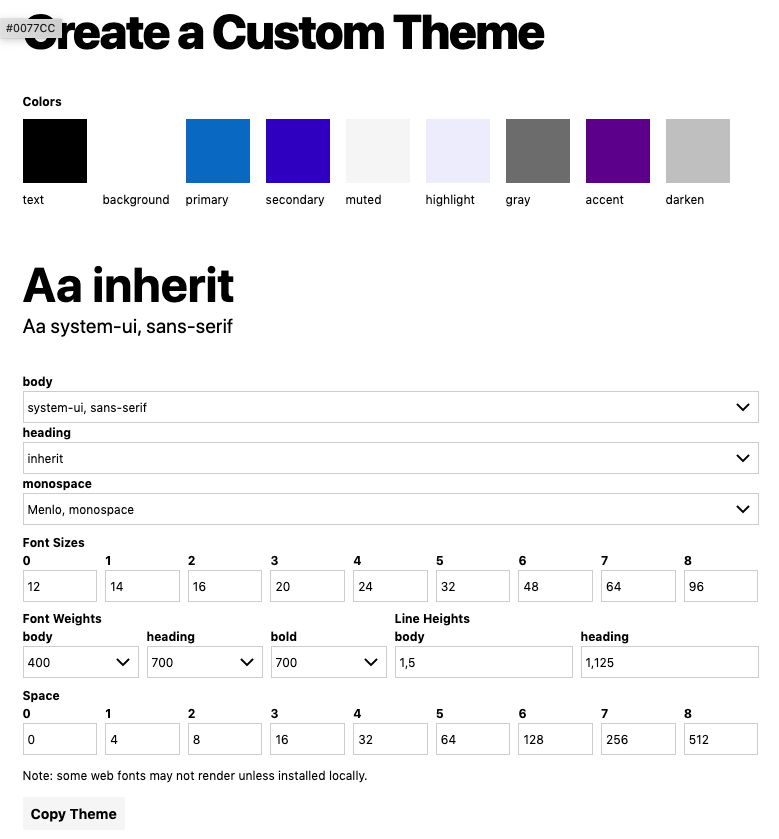 #0077CC
Create a Custom Theme
Colors
text background primary secondary muted highlight gray accent darken
Aa inherit
Aa system-ui, sans-serif
body
system-ui, sans-serif
heading
inherit
monospace
Menlo, monospace
Font Sizes
0 1 2 3 4 5 6 7 8
12 14 16 20 24 32 48 64 96
Font Weights Line Heights
body heading bold body heading
400 700 700 1,5 1,125
Space
0 1 2 3 4 5 6 7 8
0 4 8 16 32 64 128 256 512
Note: some web fonts may not render unless installed locally.
Copy Theme